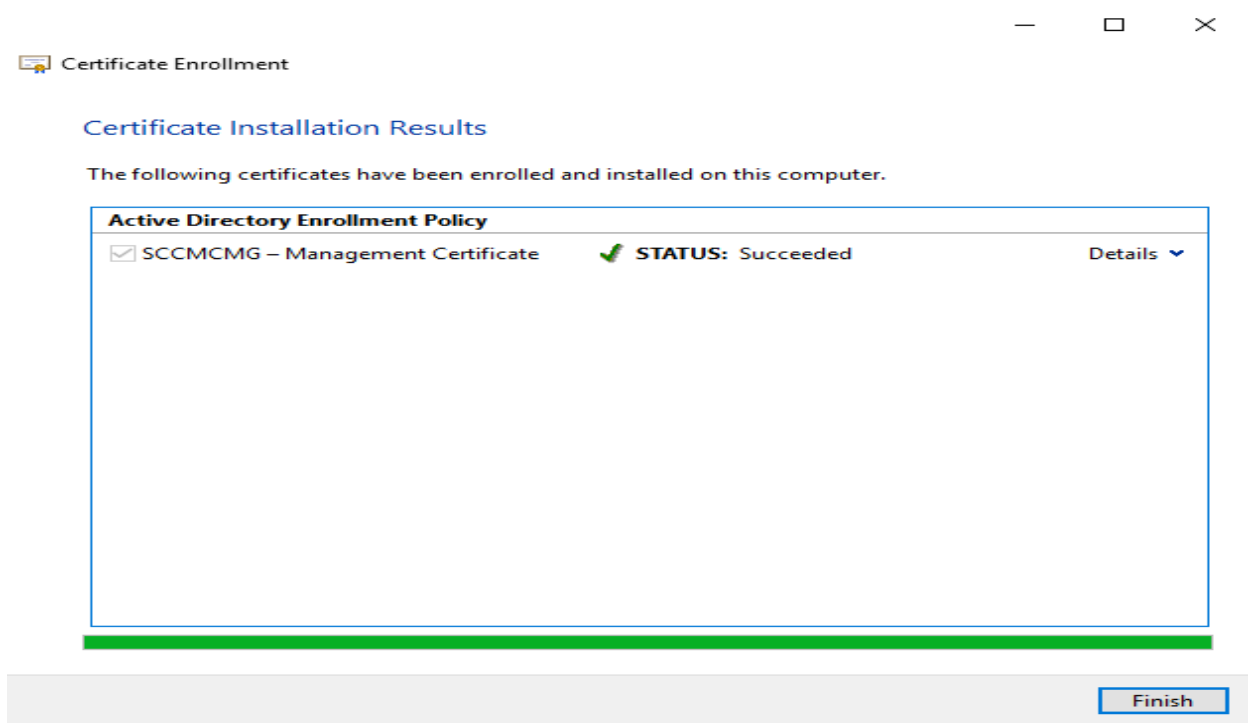 Certificate Enrollment
Certificate Installation Results
The following certificates have been enrolled and installed on this computer.
Active Directory Enrollment Policy
SCCMCMG – Management Certificate STATUS: Succeeded Details
Finish